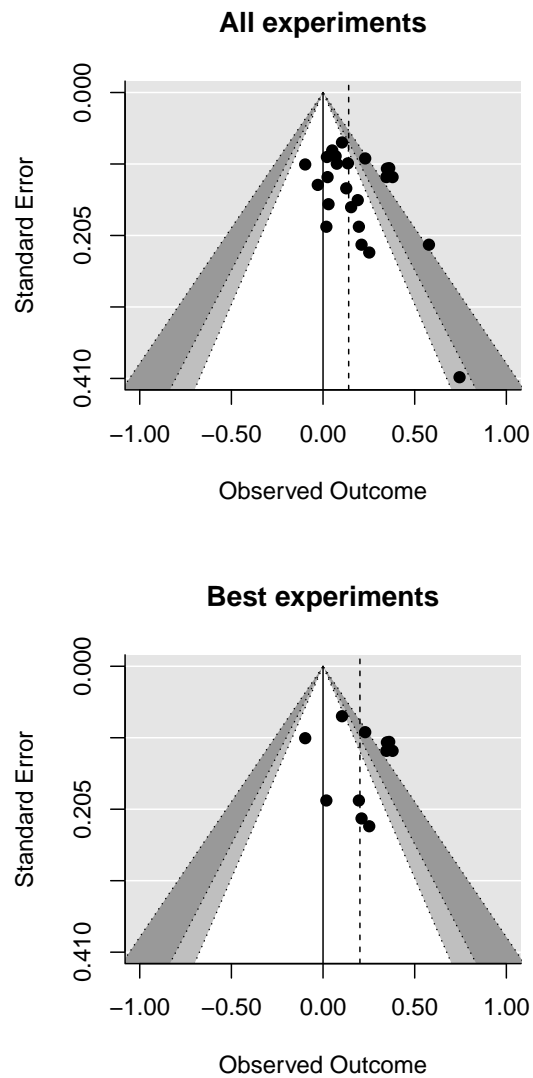 All experiments
0.000
0.205
0.410
Standard Error
−1.00 −0.50 0.00 0.50 1.00
Observed Outcome
Best experiments
0.000
0.205
0.410
Standard Error
−1.00 −0.50 0.00 0.50 1.00
Observed Outcome